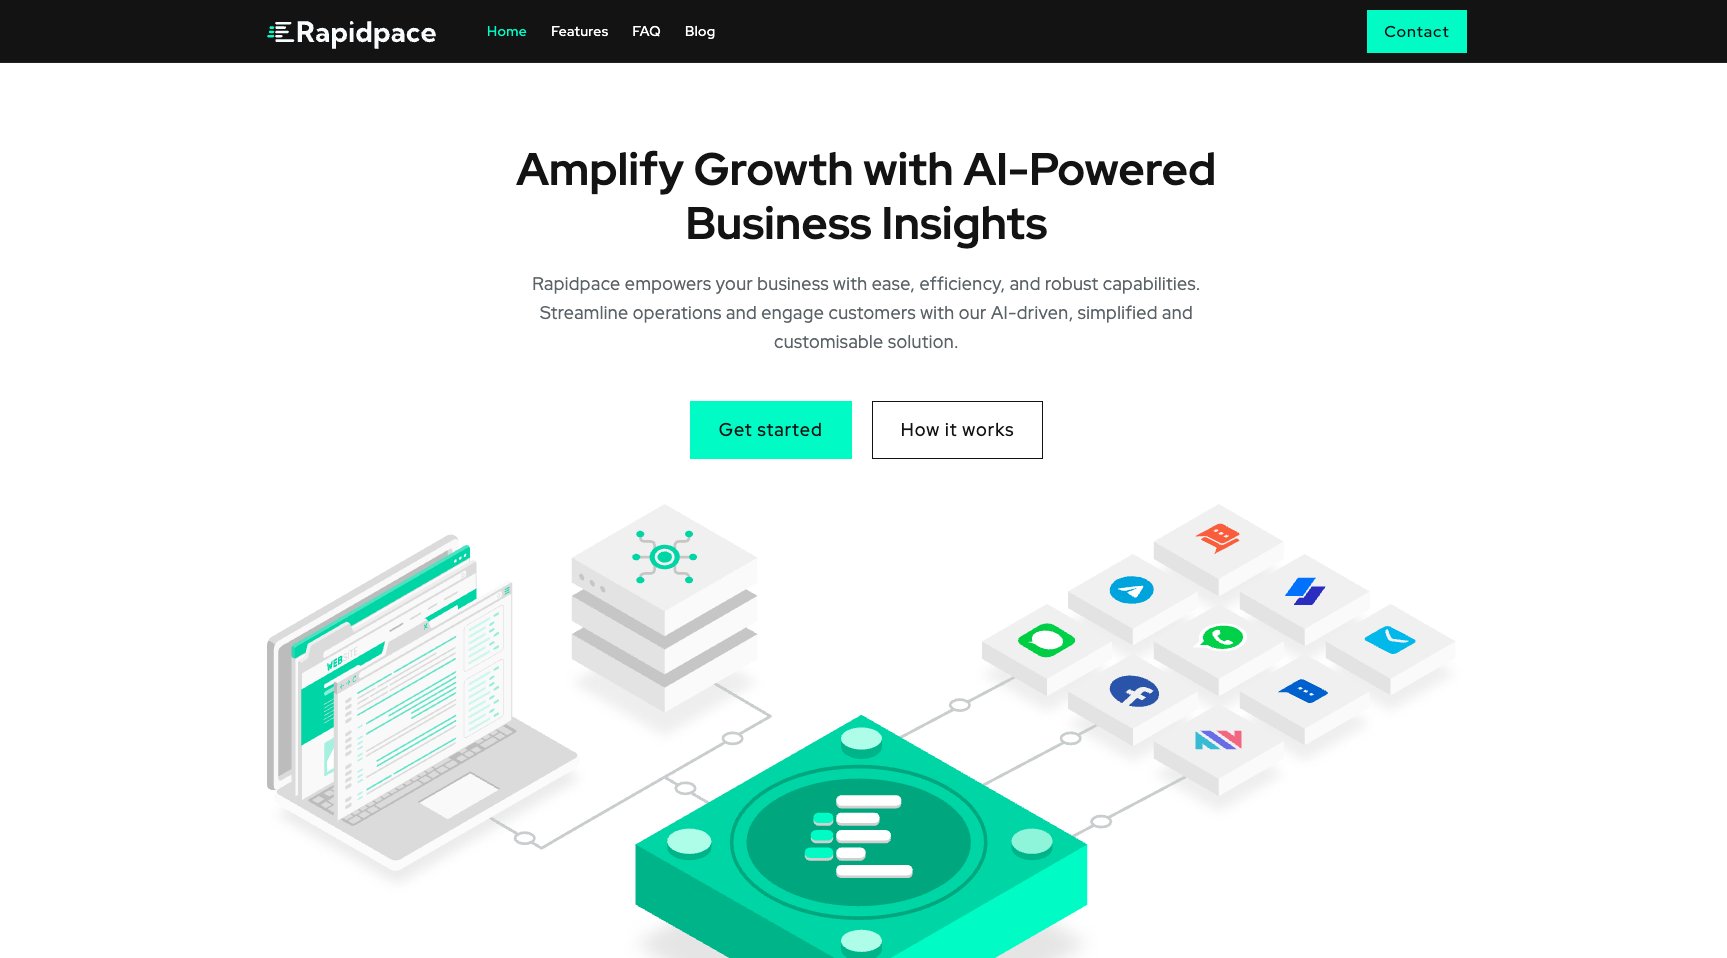 Rapidpace
Home
Features
FAQ
Blog
Contact
Amplify Growth with AI-Powered
Business Insights
Rapidpace empowers your business with ease, efficiency, and robust capabilities.
Streamline operations and engage customers with our AI-driven, simplified and
customisable solution.
Get started
How it works
WEBSITE